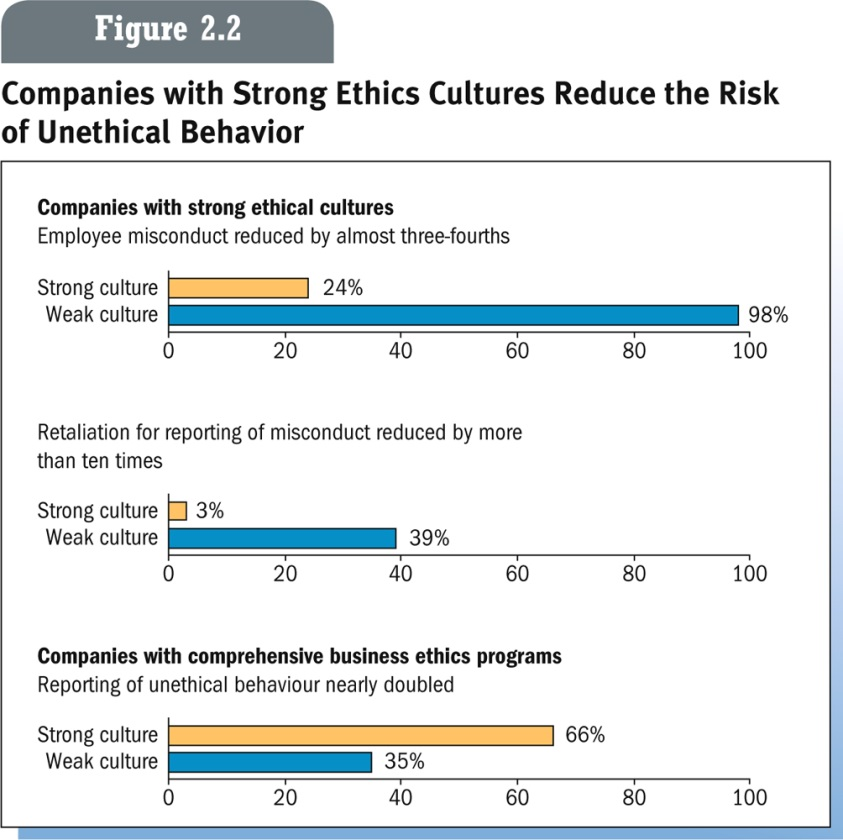 Figure 2.2
Companies with Strong Ethics Cultures Reduce the Risk
of Unethical Behavior
Companies with strong ethical cultures
Employee misconduct reduced by almost three-fourths
Strong culture 24%
Weak culture 98%
0 20 40 60 80 100
Retaliation for reporting of misconduct reduced by more
than ten times
Strong culture 3%
Weak culture 39%
0 20 40 60 80 100
Companies with comprehensive business ethics programs
Reporting of unethical behaviour nearly doubled
Strong culture 66%
Weak culture 35%
0 20 40 60 80 100